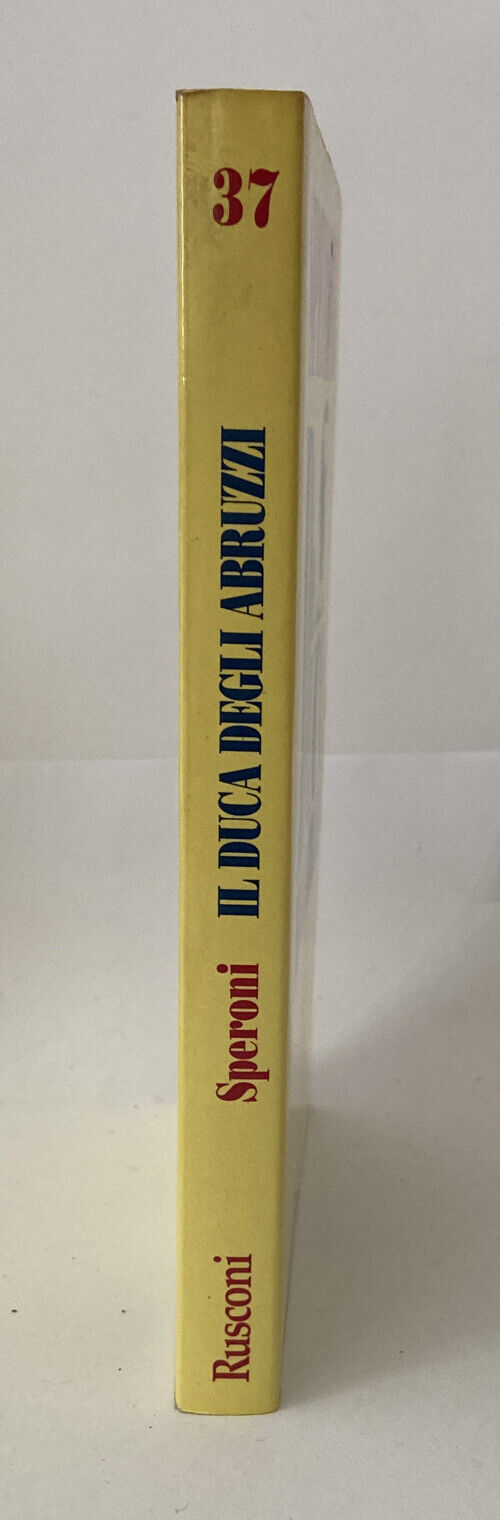 37
IL DUCA DEGLI ABRUZZI
Speroni
Rusconi